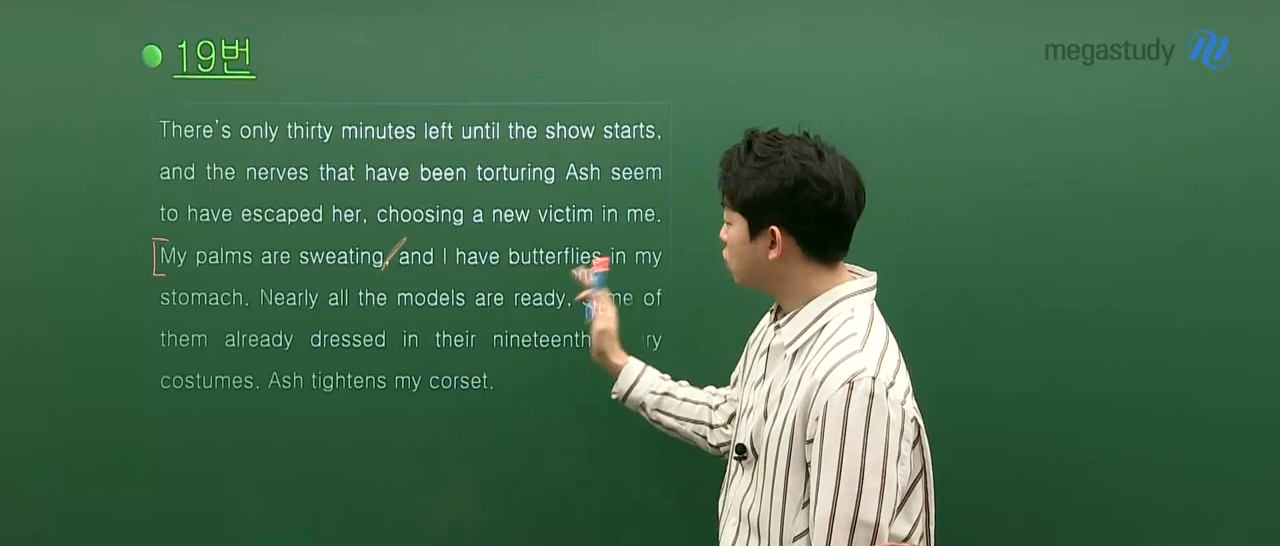 19번
megastudy
There's only thirty minutes left until the show starts,
and the nerves that have been torturing Ash seem
to have escaped her, choosing a new victim in me.
My palms are sweating, and I have butterflies in my
stomach. Nearly all the models are ready, of
them already dressed in their nineteenth
costumes. Ash tightens my corset.